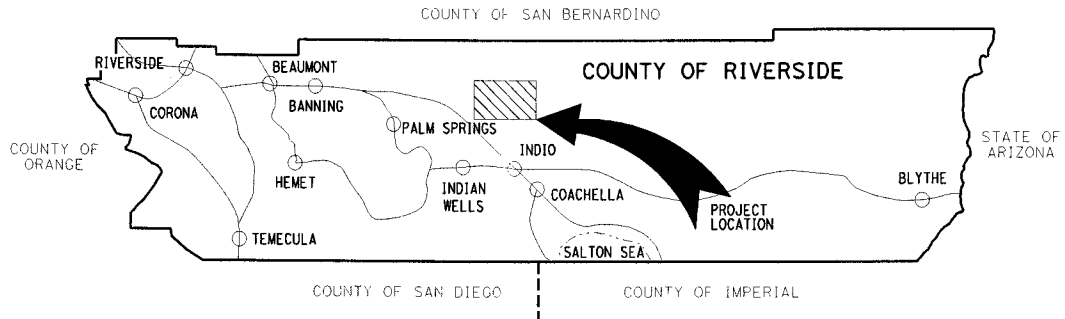 COUNTY OF SAN BERNARDINO
RIVERSIDE
BEAUMONT
COUNTY OF RIVERSIDE
CORONA
BANNING
PALM SPRINGS
COUNTY OF
ORANGE
STATE OF
ARIZONA
INDIO
HEMET
INDIAN
WELLS
COACHELLA
BLYTHE
PROJECT
LOCATION
TEMECULA
SALTON SEA
COUNTY OF SAN DIEGO
COUNTY OF IMPERIAL